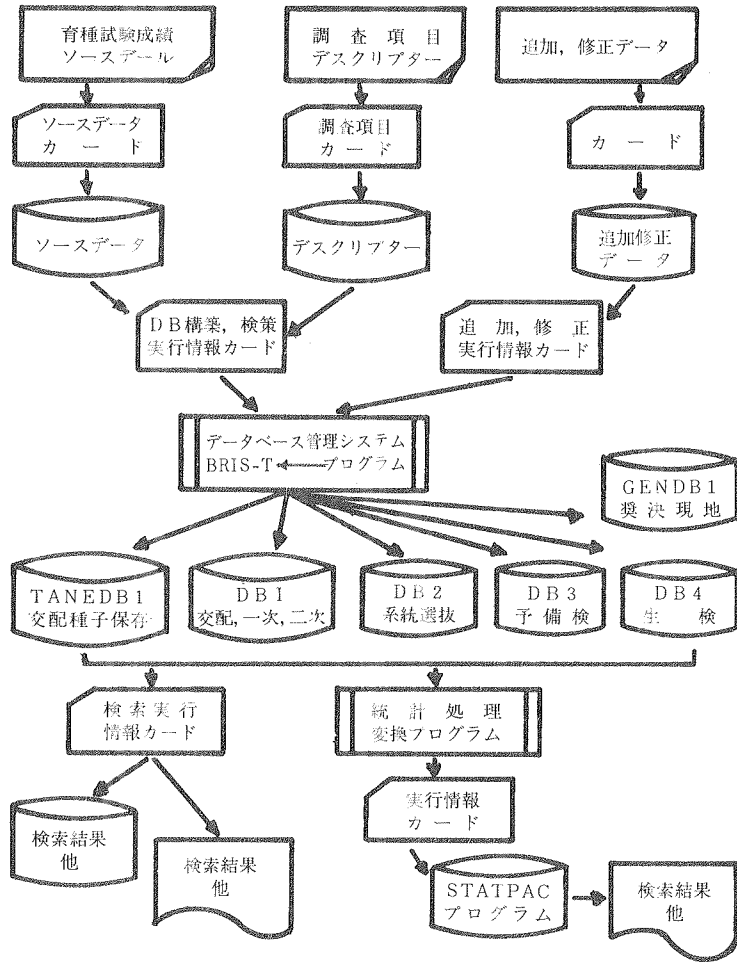 育種試験成績
ソースデール
調査項目
デスクリプター
追加，修正データ
ソースデータ
カード
調査項目
カード
カード
ソースデータ
デスクリプター
追加修正
データ
DB構築，検策
実行情報カード
追加，修正
実行情報カード
データベース管理システム
BRIS-T プログラム
GENDB1
奨決現地
TANEDB1
交配種子保存
DB1
交配，一次，二次
DB2
系統選抜
DB3
予備検
DB4
生検
検索実行
情報カード
統計処理
変換プログラム
実行情報
カード
検索結果
他
検索結果
他
STATPAC
プログラム
検索結果
他